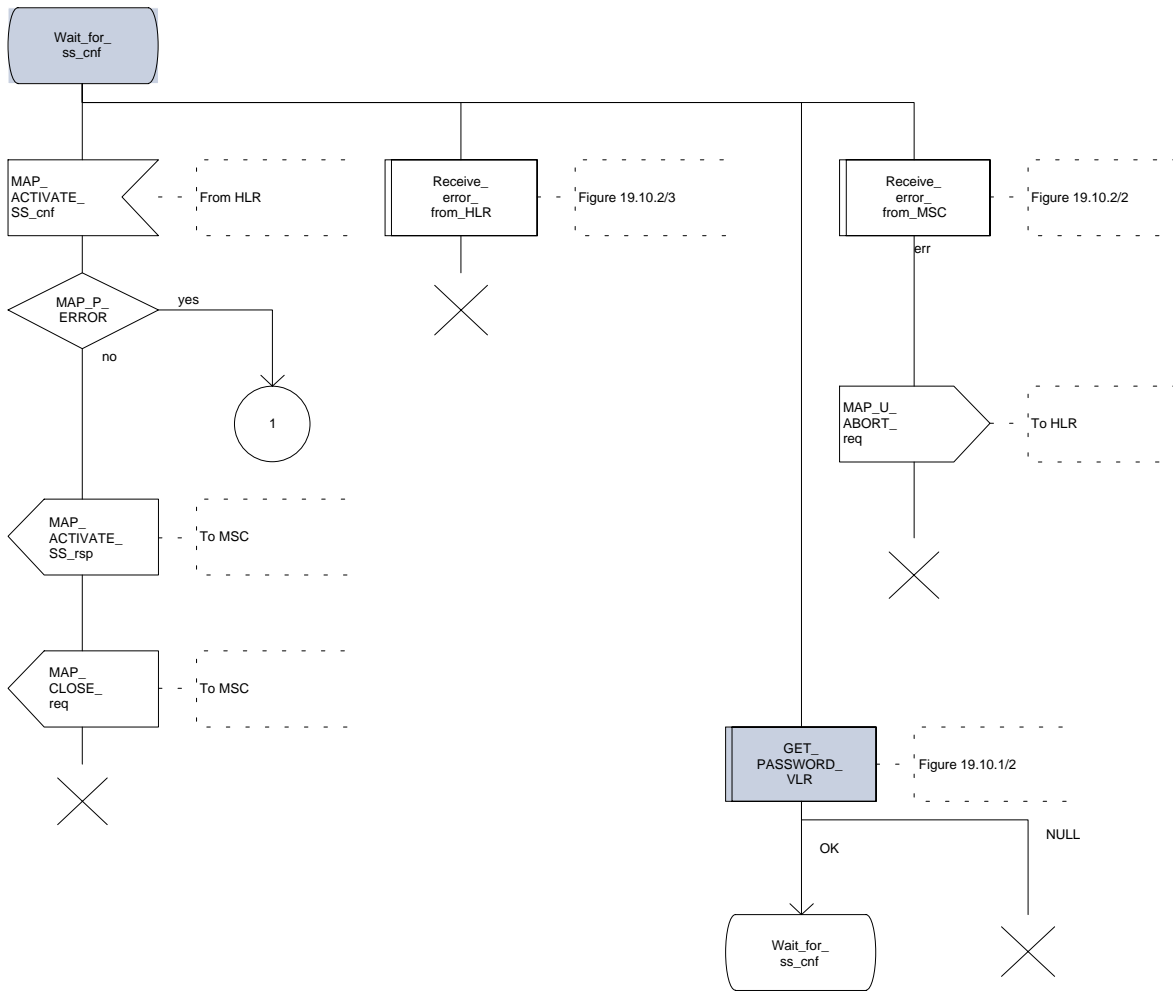 Wait_for_
ss_cnf
MAP_
ACTIVATE_
SS_cnf
From HLR
Receive_
error_
from_HLR
Figure 19.10.2/3
Receive_
error_
from_MSC
Figure 19.10.2/2
err
MAP_P_
ERROR
yes
no
1
MAP_U_
ABORT_
req
To HLR
MAP_
ACTIVATE_
SS_rsp
To MSC
MAP_
CLOSE_
req
To MSC
GET_
PASSWORD_
VLR
Figure 19.10.1/2
OK
NULL
Wait_for_
ss_cnf